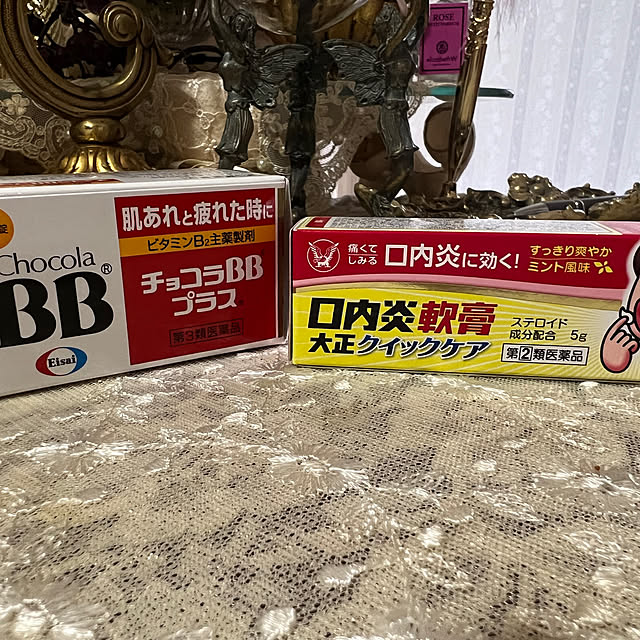 ROSE
錠
Chocola
BB®
Eisai
肌あれと疲れた時に
ビタミンB2主薬製剤
チョコラBB
プラス
第3類医薬品
痛くて
しみる
口内炎に効く!
すっきり爽やか
ミント風味
口内炎軟膏
大正クイックケア
ステロイド
成分配合 5g
第②類医薬品